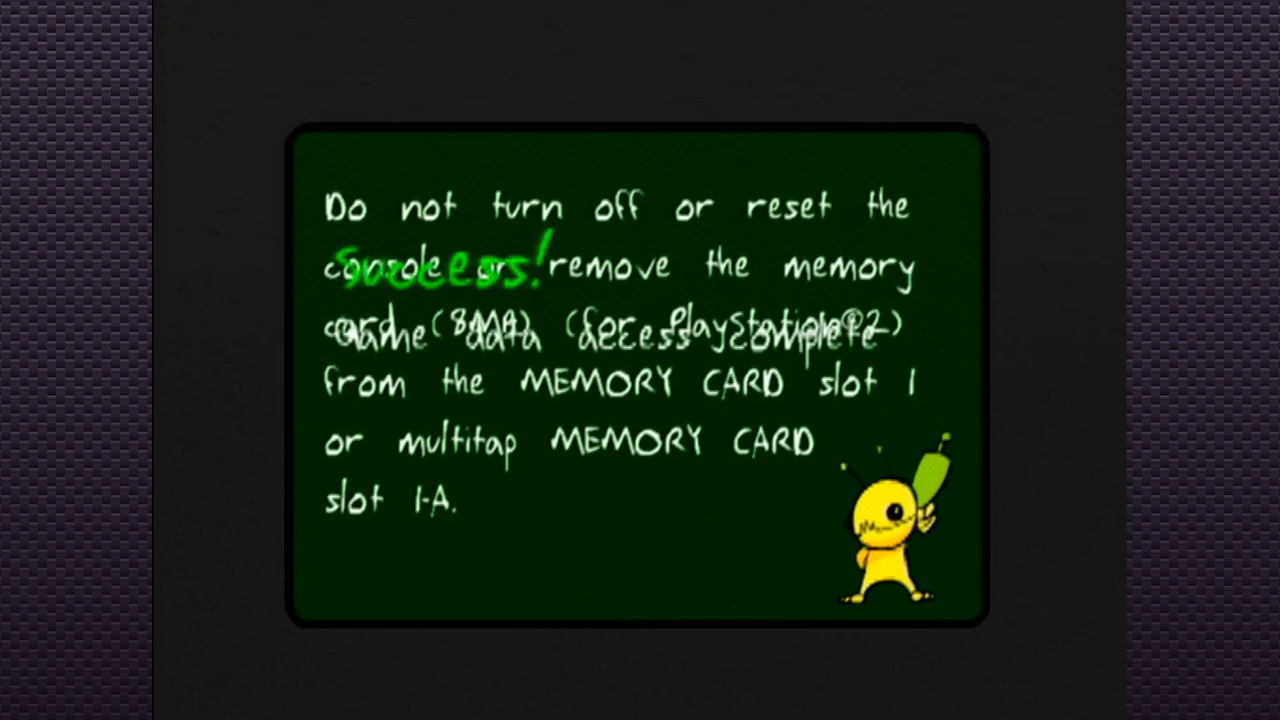 Do not turn off or reset the
console or remove the memory
success!
card (8MB) (for PlayStation®2)
Game data access complete
from the MEMORY CARD slot 1
or multitap MEMORY CARD
slot 1-A.